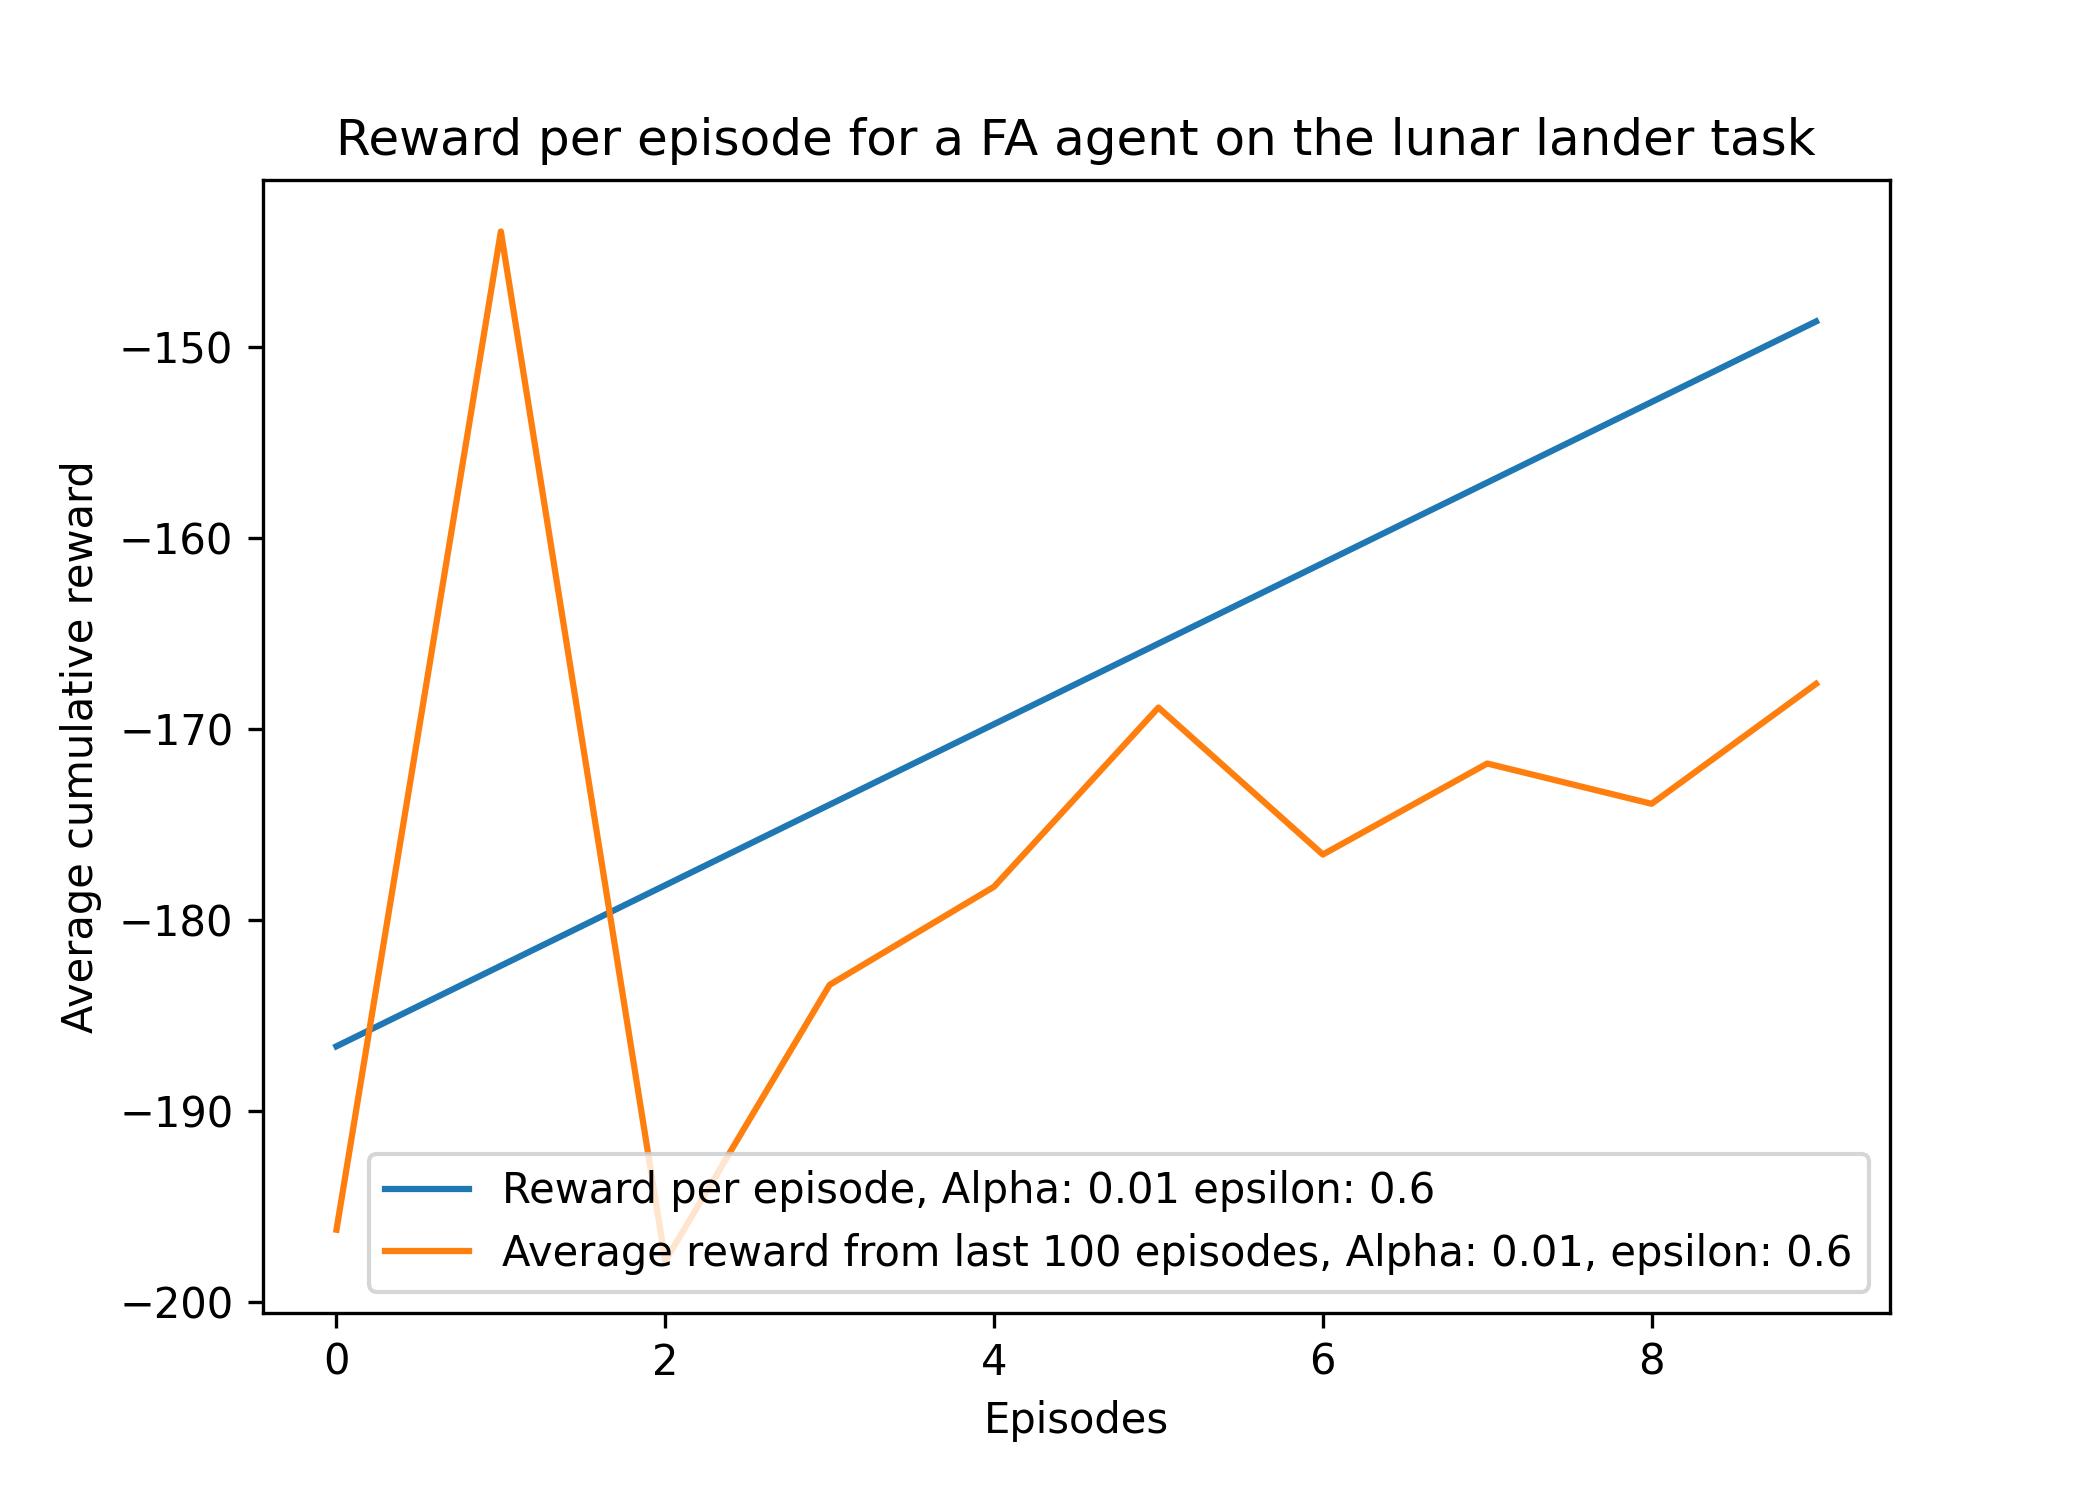 Reward per episode for a FA agent on the lunar lander task
Average cumulative reward
−150
−160
−170
−180
−190
−200
Reward per episode, Alpha: 0.01 epsilon: 0.6
Average reward from last 100 episodes, Alpha: 0.01, epsilon: 0.6
0 2 4 6 8
Episodes